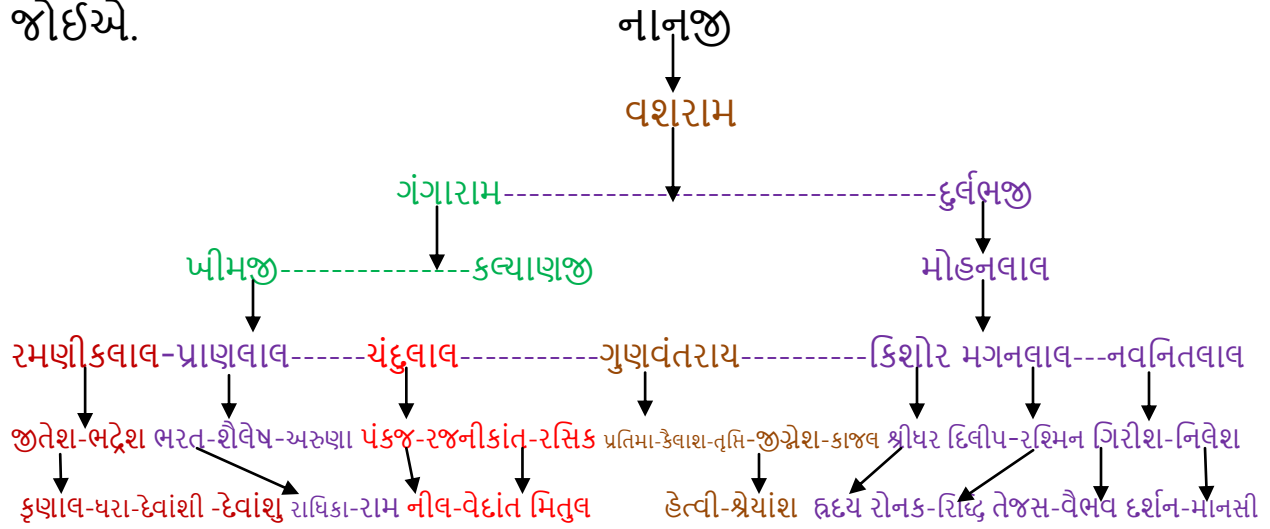 જોઈએ. નાનજી
વશરામ
ગંગારામ-----------------------------દુર્લભજી
ખીમજી-------------કલ્યાણજી મોહનલાલ
રમણીકલાલ-પ્રાણલાલ------ચંદુલાલ----------ગુણવંતરાય---------કિશોર મગનલાલ---નવનિતલાલ
જીતેશ-ભદ્રેશ ભરત-શૈલેષ-અરુણા પંકજ-રજનીકાંત-રસિક પ્રતિમા-કૈલાશ-તૃપ્તિ-જીગ્નેશ-કાજલ શ્રીધર દિલીપ-રશ્મિન ગિરીશ-નિલેશ
કૃણાલ-ધરા-દેવાંશી -દેવાંશુ રાધિકા-રામ નીલ-વેદાંત મિતુલ હેત્વી-શ્રેયાંશ હ્રદય રોનક-રિદ્ધિ તેજસ-વૈભવ દર્શન-માનસી